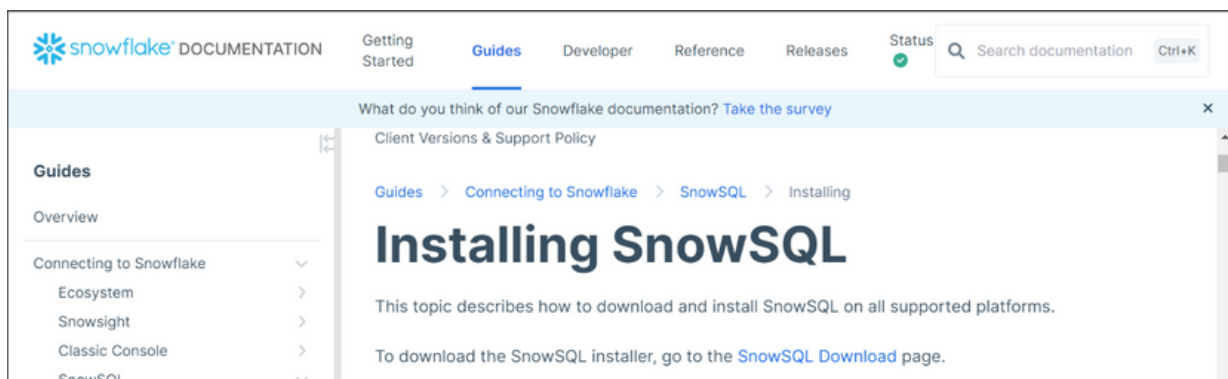 snowflake® DOCUMENTATION
Getting Started
Guides
Developer
Reference
Releases
Status
Search documentation
Ctrl+K
What do you think of our Snowflake documentation? Take the survey
Client Versions & Support Policy
Guides
Overview
Connecting to Snowflake
Ecosystem
Snowsight
Classic Console
SnowSQL
Guides > Connecting to Snowflake > SnowSQL > Installing
Installing SnowSQL
This topic describes how to download and install SnowSQL on all supported platforms.
To download the SnowSQL installer, go to the SnowSQL Download page.